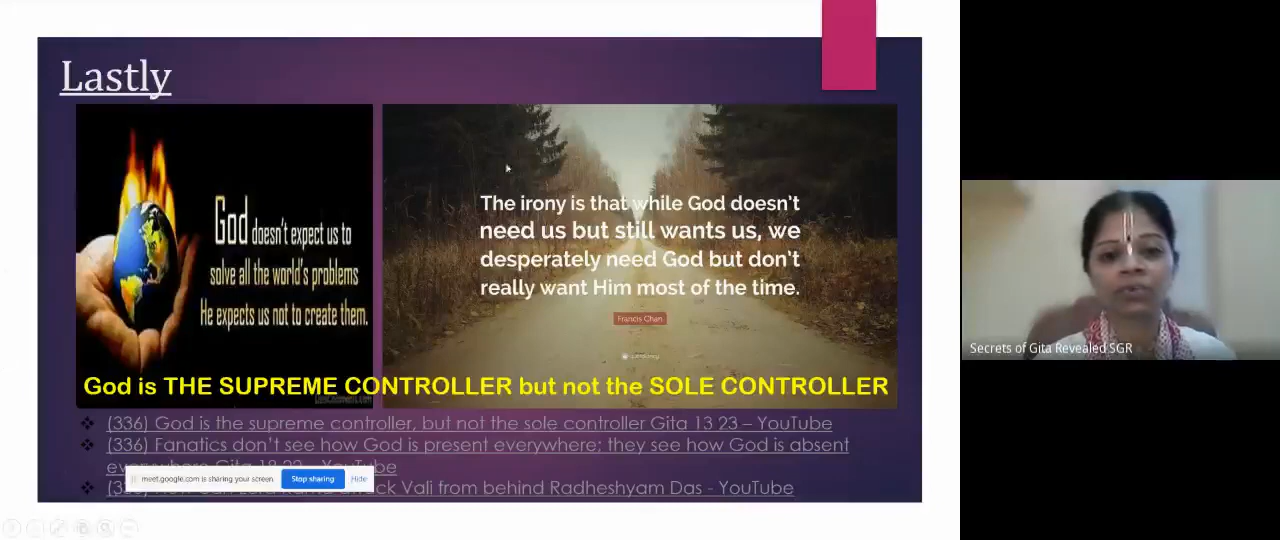 Lastly
God doesn't expect us to
solve all the world's problems
He expects us not to create them.
The irony is that while God doesn't
need us but still wants us, we
desperately need God but don't
really want Him most of the time.
Francis Chan
God is THE SUPREME CONTROLLER but not the SOLE CONTROLLER
(336) God is the supreme controller, but not the sole controller Gita 13 23 – YouTube
(336) Fanatics don't see how God is present everywhere; they see how God is absent
everywhere Gita 18 22 – YouTube
Vali from behind Radheshyam Das - YouTube
meet.google.com is sharing your screen.
Stop sharing
Hide
Secrets of Gita Revealed SGR